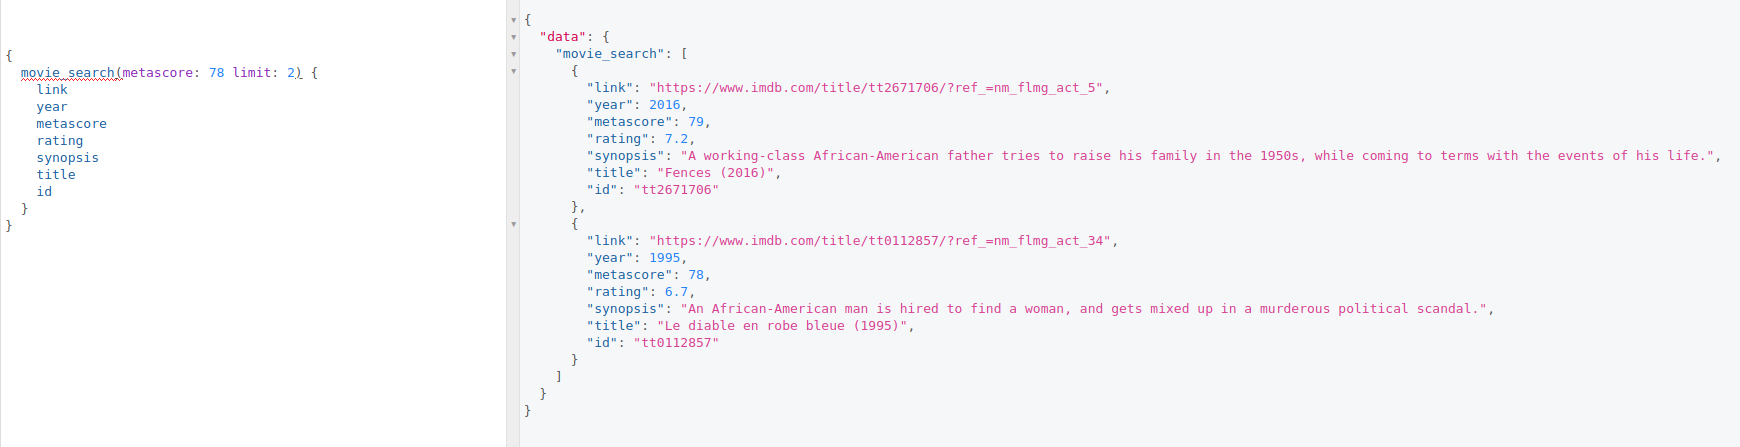 {
  movie_search(metascore: 78 limit: 2) {
    link
    year
    metascore
    rating
    synopsis
    title
    id
  }
}
{
  "data": {
    "movie_search": [
      {
        "link": "https://www.imdb.com/title/tt2671706/?ref_=nm_flmg_act_5",
        "year": 2016,
        "metascore": 79,
        "rating": 7.2,
        "synopsis": "A working-class African-American father tries to raise his family in the 1950s, while coming to terms with the events of his life.",
        "title": "Fences (2016)",
        "id": "tt2671706"
      },
      {
        "link": "https://www.imdb.com/title/tt0112857/?ref_=nm_flmg_act_34",
        "year": 1995,
        "metascore": 78,
        "rating": 6.7,
        "synopsis": "An African-American man is hired to find a woman, and gets mixed up in a murderous political scandal.",
        "title": "Le diable en robe bleue (1995)",
        "id": "tt0112857"
      }
    ]
  }
}